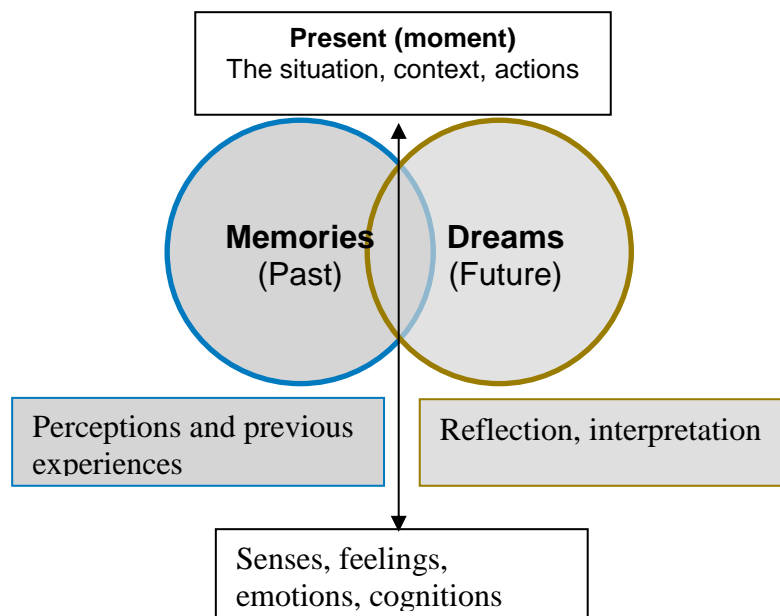 Present (moment)
The situation, context, actions
Memories
(Past)
Dreams
(Future)
Perceptions and previous
experiences
Reflection, interpretation
Senses, feelings,
emotions, cognitions